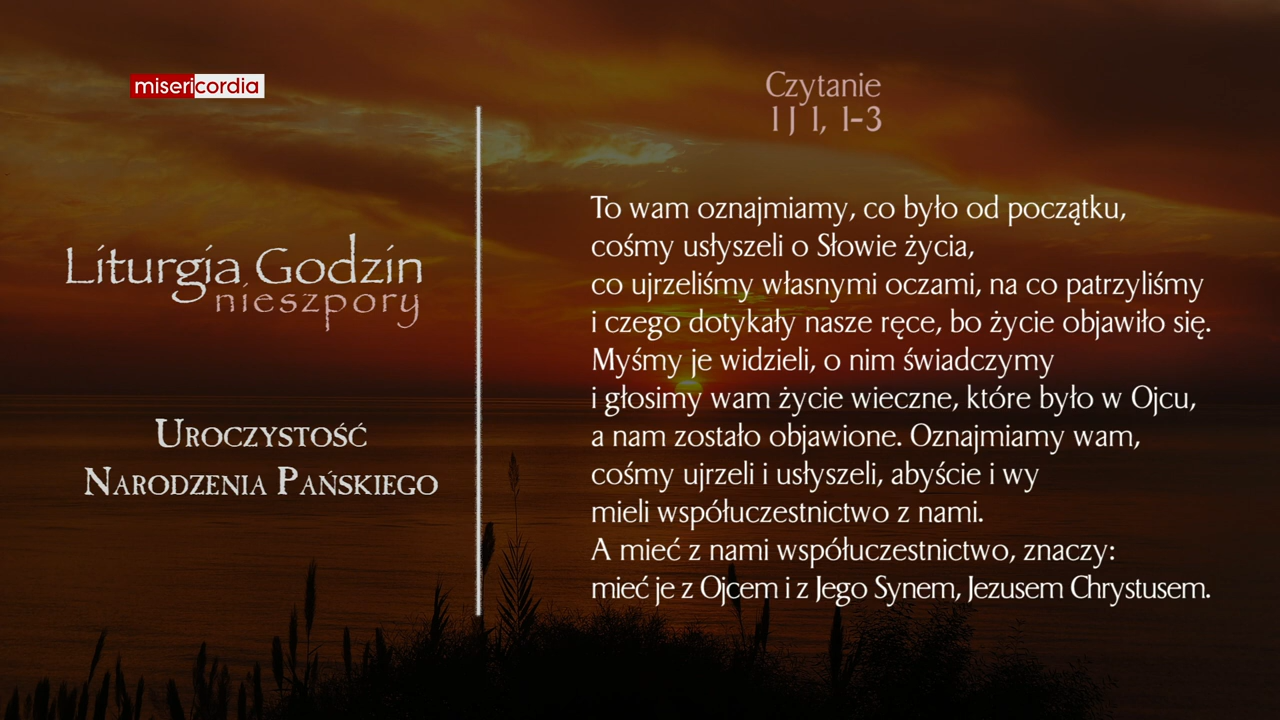 misericordia
Liturgia Godzin
nieszpory
Uroczystość
Narodzenia Pańskiego
Czytanie
1 J 1, 1-3
To wam oznajmiamy, co było od początku,
cośmy usłyszeli o Słowie życia,
co ujrzeliśmy własnymi oczami, na co patrzyliśmy
i czego dotykały nasze ręce, bo życie objawiło się.
Myśmy je widzieli, o nim świadczymy
i głosimy wam życie wieczne, które było w Ojcu,
a nam zostało objawione. Oznajmiamy wam,
cośmy ujrzeli i usłyszeli, abyście i wy
mieli współuczestnictwo z nami.
A mieć z nami współuczestnictwo, znaczy:
mieć je z Ojcem i z Jego Synem, Jezusem Chrystusem.